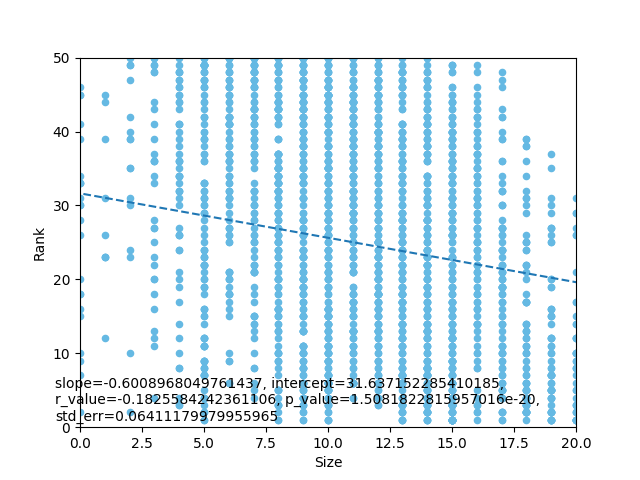 50
40
30
20
10
0
Rank
slope=-0.6008968049761437, intercept=31.637152285410185,
r_value=-0.182558424236​1106, p_value=1.5081822815957016e-20,
std_err=0.06411179979955965
0.0 2.5 5.0 7.5 10.0 12.5 15.0 17.5 20.0
Size